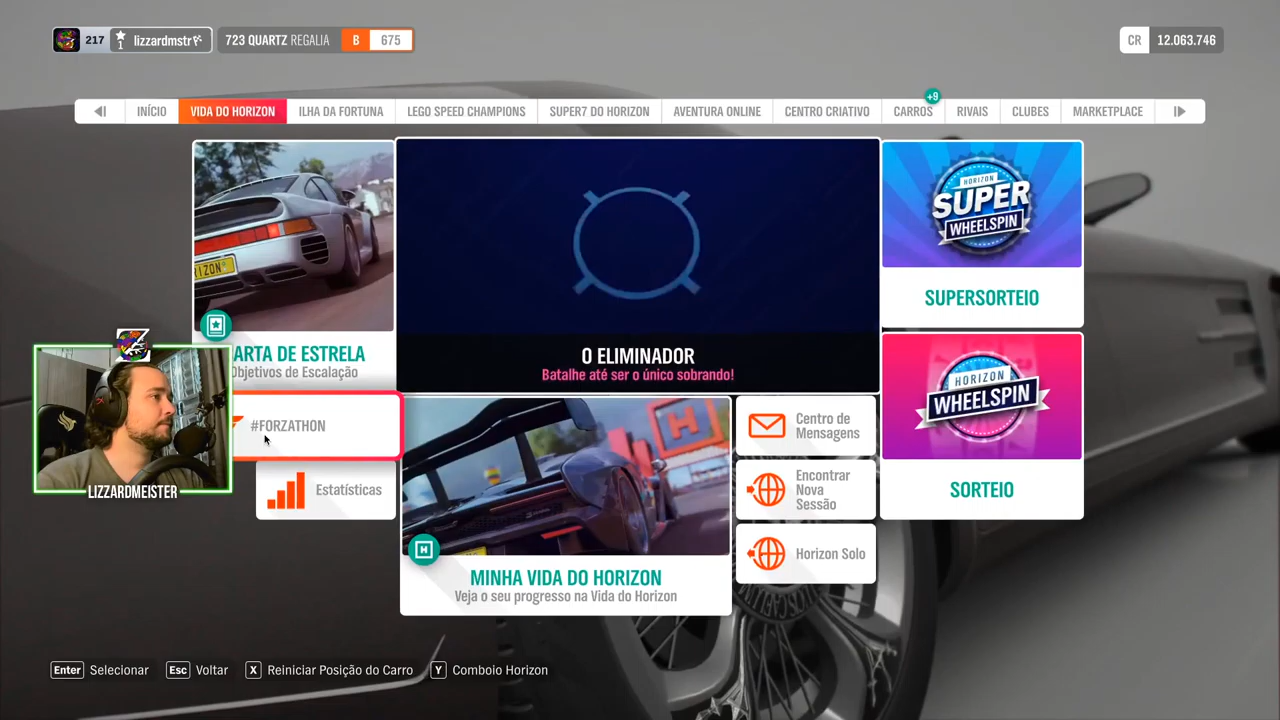 217
1
lizzardmstr
723 QUARTZ REGALIA
B
675
CR
12.063.746
INÍCIO
VIDA DO HORIZON
ILHA DA FORTUNA
LEGO SPEED CHAMPIONS
SUPER7 DO HORIZON
AVENTURA ONLINE
CENTRO CRIATIVO
CARROS
+9
RIVAIS
CLUBES
MARKETPLACE
ARTA DE ESTRELA
Objetivos de Escalação
O ELIMINADOR
Batalhe até ser o único sobrando!
HORIZON
SUPER
WHEELSPIN
SUPERSORTEIO
#FORZATHON
Estatísticas
MINHA VIDA DO HORIZON
Veja o seu progresso na Vida do Horizon
Centro de
Mensagens
Encontrar
Nova
Sessão
Horizon Solo
HORIZON
WHEELSPIN
SORTEIO
LIZZARDMEISTER
Enter Selecionar
Esc Voltar
X Reiniciar Posição do Carro
Y Comboio Horizon